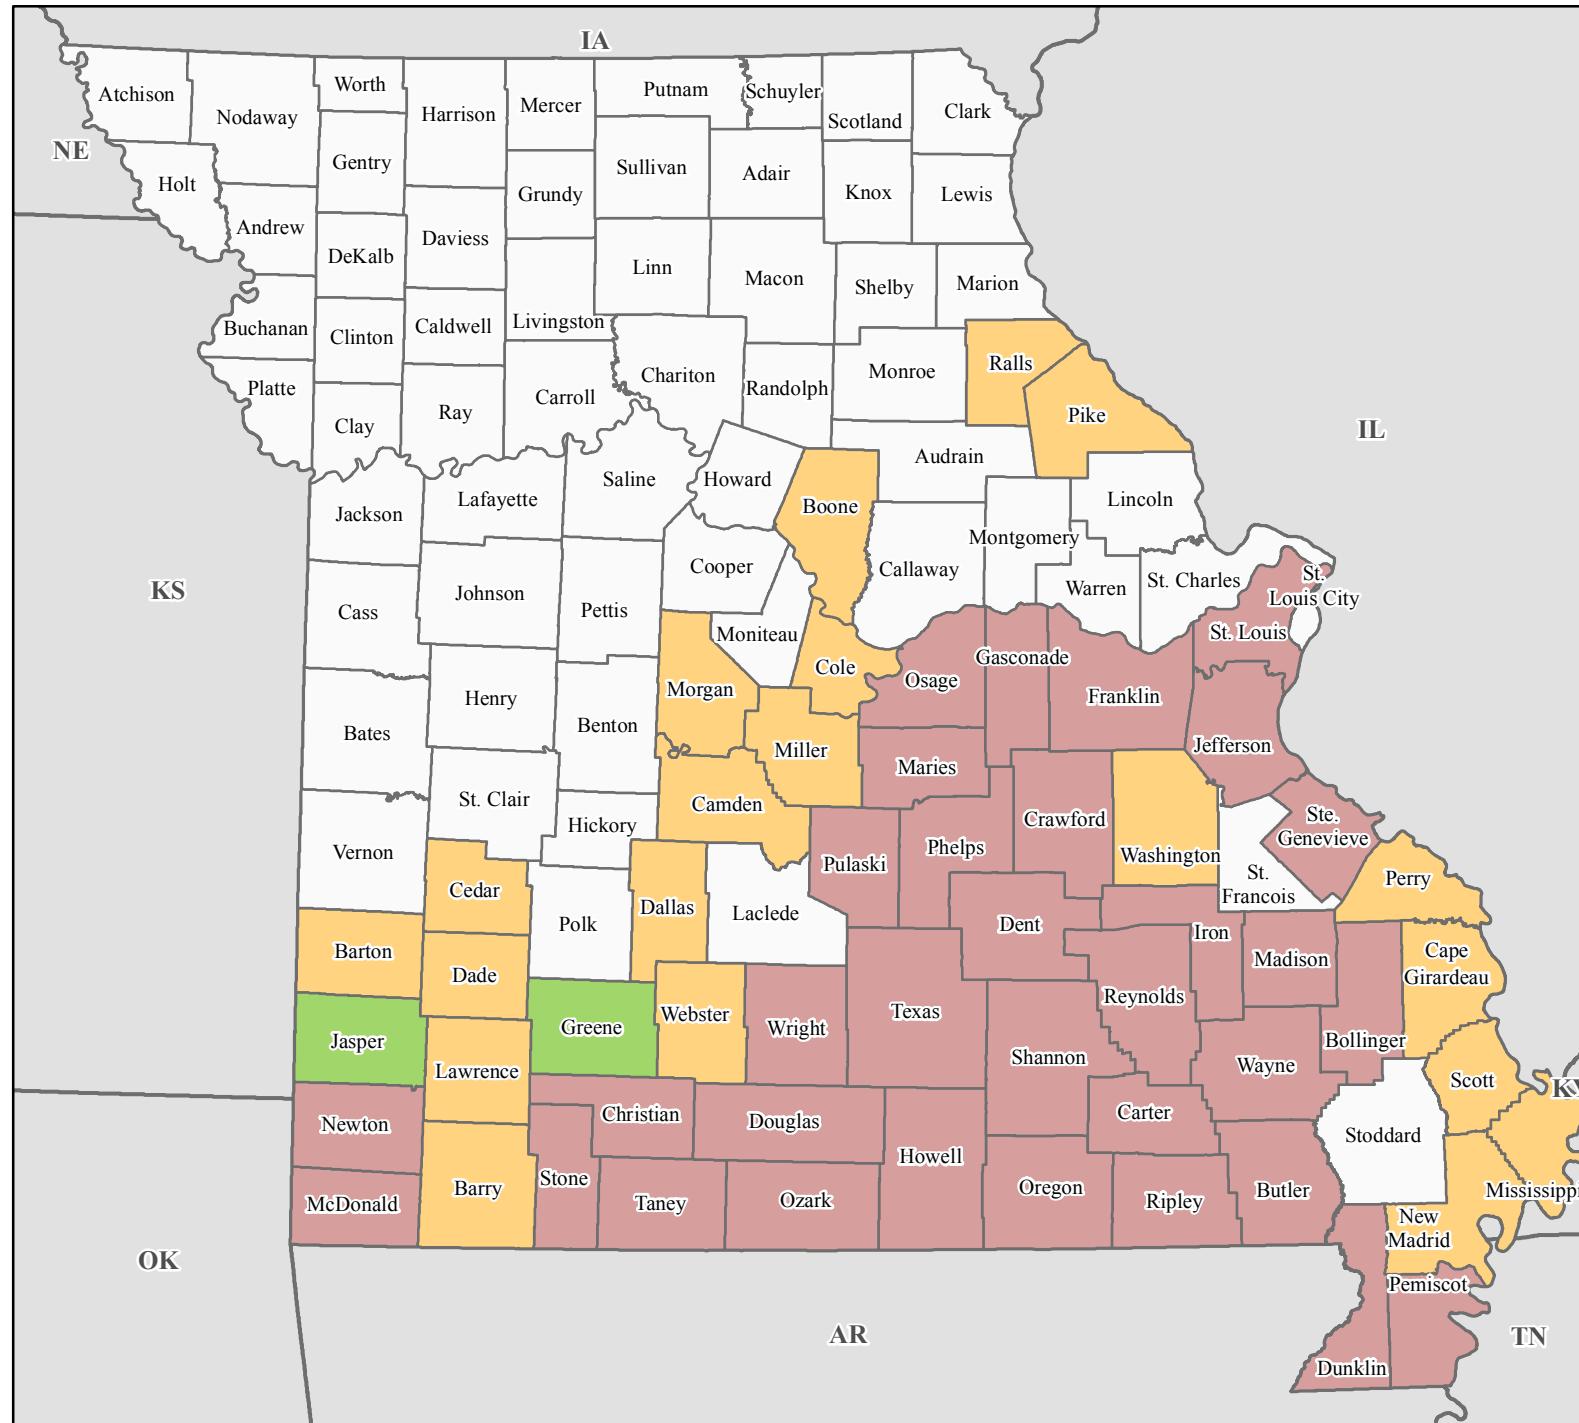 IA
Atchison
Nodaway
Worth
Harrison
Mercer
Putnam
Schuyler
Scotland
Clark
NE
Holt
Gentry
Grundy
Sullivan
Adair
Knox
Lewis
Andrew
DeKalb
Daviess
Linn
Macon
Shelby
Marion
Buchanan
Clinton
Caldwell
Livingston
Chariton
Randolph
Monroe
Ralls
Platte
Clay
Ray
Carroll
Pike
IL
Audrain
Saline
Howard
Boone
Lincoln
Jackson
Lafayette
Montgomery
KS
Cass
Johnson
Pettis
Cooper
Callaway
Warren
St. Charles
St.
Louis City
St. Louis
Moniteau
Cole
Osage
Gasconade
Franklin
Bates
Henry
Benton
Morgan
Miller
Maries
Jefferson
St. Clair
Hickory
Camden
Crawford
Ste.
Genevieve
Vernon
Pulaski
Phelps
Washington
St.
Francois
Perry
Cedar
Polk
Dallas
Laclede
Dent
Iron
Barton
Dade
Madison
Cape
Girardeau
Jasper
Greene
Webster
Wright
Texas
Reynolds
Lawrence
Shannon
Wayne
Bollinger
Scott
Newton
Christian
Douglas
Carter
Stoddard
McDonald
Barry
Stone
Taney
Ozark
Howell
Oregon
Ripley
Butler
Mississippi
New
Madrid
OK
AR
Pemiscot
Dunklin
TN